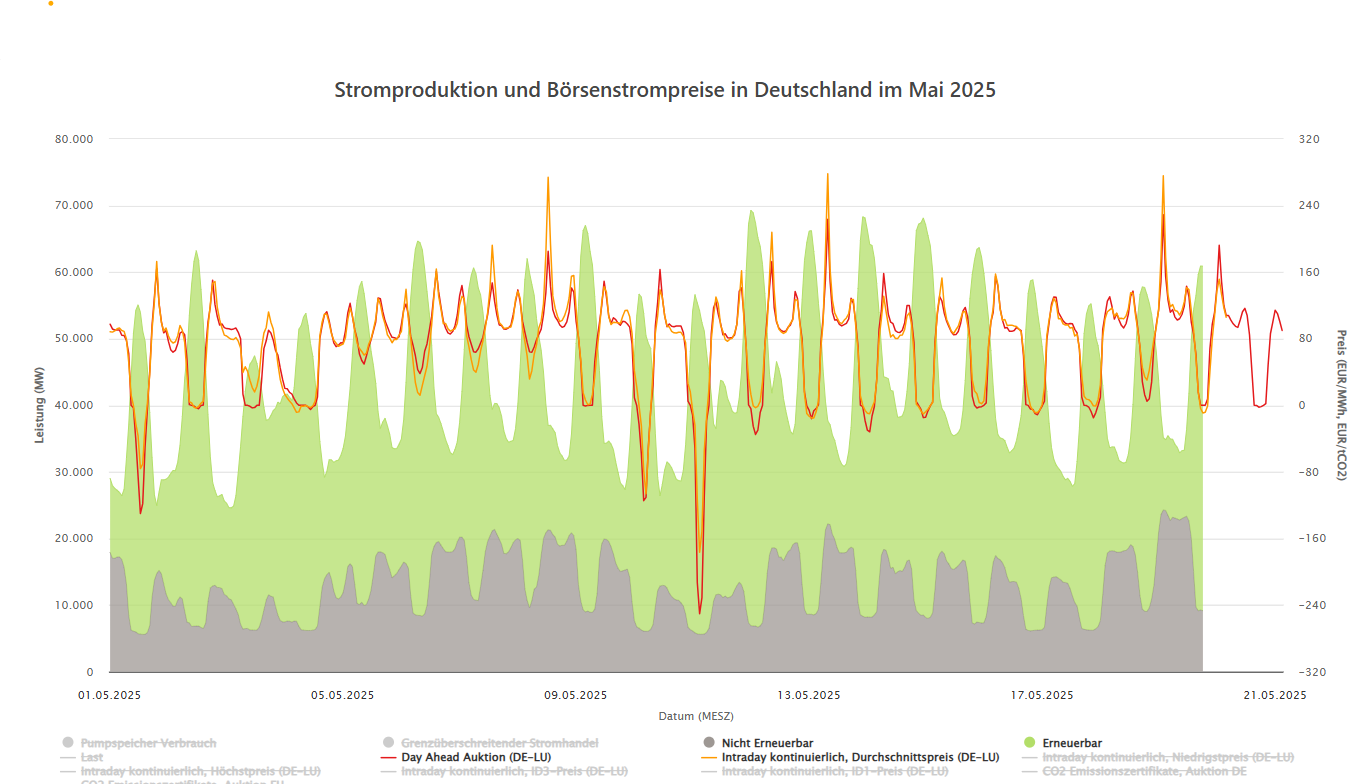 Stromproduktion und Börsenstrompreise in Deutschland im Mai 2025
80.000 320
70.000 240
60.000 160
50.000 80
40.000 0
30.000 −80
20.000 −160
10.000 −240
0 −320
Leistung (MW)
Preis (EUR/MWh, EUR/tCO2)
01.05.2025 05.05.2025 09.05.2025 13.05.2025 17.05.2025 21.05.2025
Datum (MESZ)
Pumpspeicher Verbrauch Grenzüberschreitender Stromhandel Nicht Erneuerbar Erneuerbar
Last Day Ahead Auktion (DE-LU) Intraday kontinuierlich, Durchschnittspreis (DE-LU) Intraday kontinuierlich, Niedrigstpreis (DE-LU)
Intraday kontinuierlich, Höchstpreis (DE-LU) Intraday kontinuierlich, ID3-Preis (DE-LU) Intraday kontinuierlich, ID1-Preis (DE-LU) CO2 Emissionszertifikate, Auktion DE
CO2 Emissionszertifikate, Auktion EU